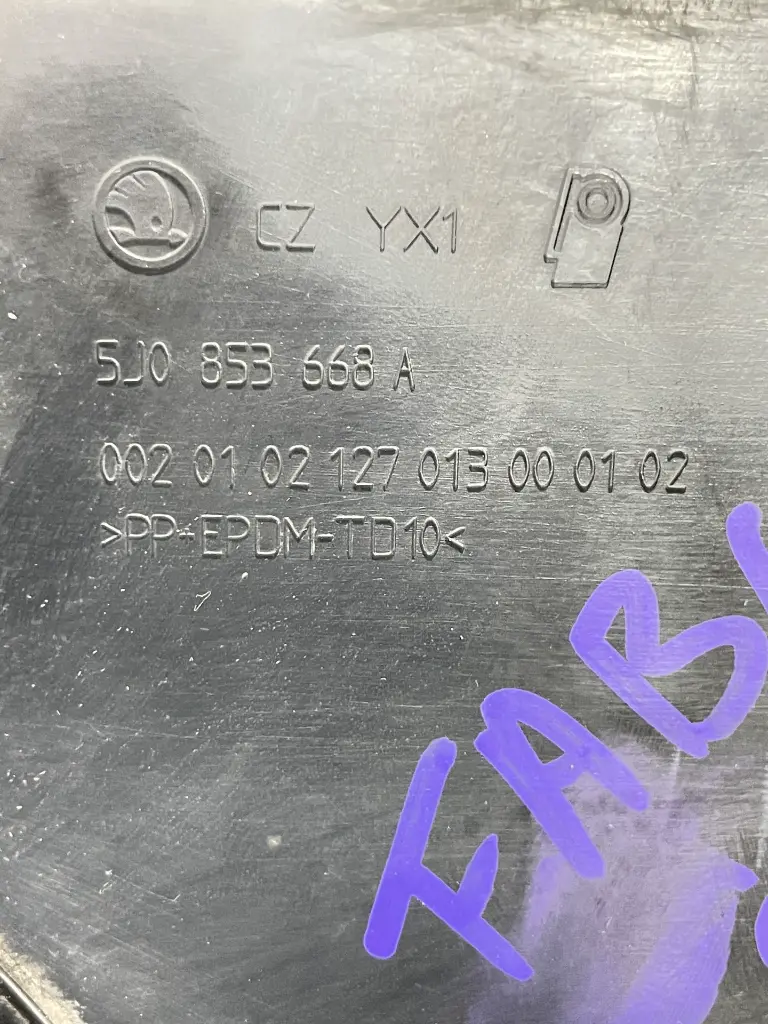 CZ YX1
5J0 853 668 A
002 01 02 127 013 00 01 02
>PP+EPDM-TD10<
FAB